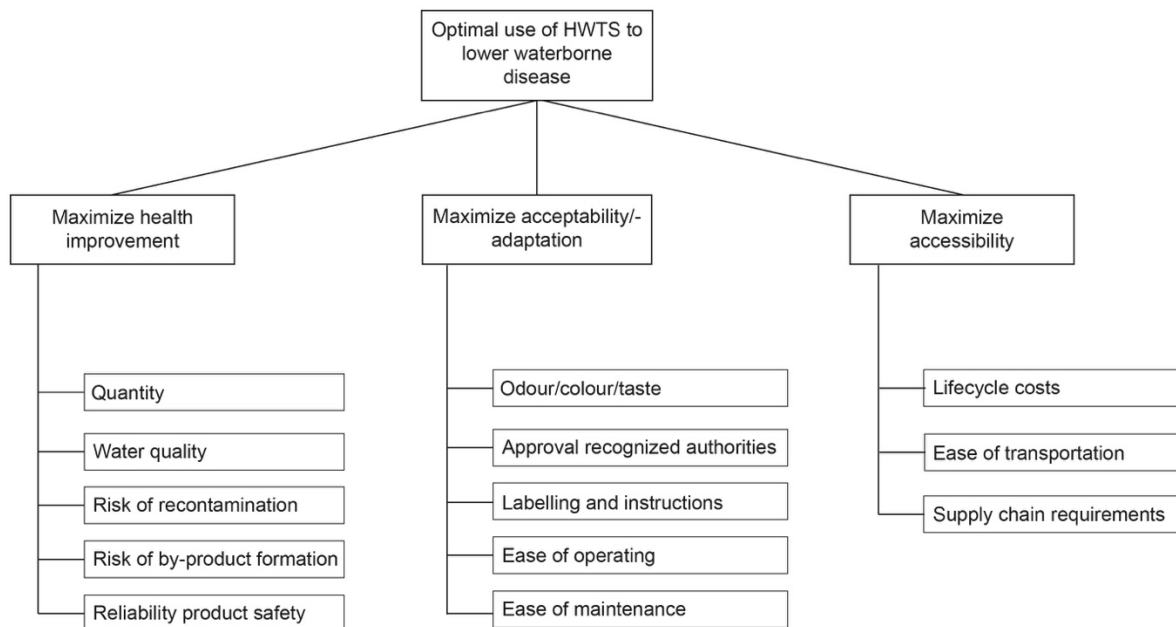 Optimal use of HWTS to
lower waterborne
disease
Maximize health
improvement
Maximize acceptability/-
adaptation
Maximize
accessibility
Quantity
Water quality
Risk of recontamination
Risk of by-product formation
Reliability product safety
Odour/colour/taste
Approval recognized authorities
Labelling and instructions
Ease of operating
Ease of maintenance
Lifecycle costs
Ease of transportation
Supply chain requirements